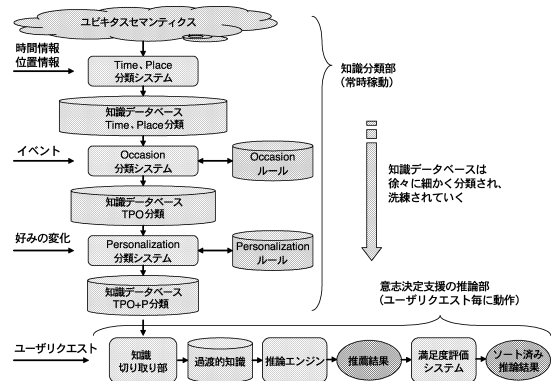 ユビキタスセマンティクス
時間情報
位置情報
Time、Place
分類システム
知識データベース
Time、Place分類
イベント
Occasion
分類システム
Occasion
ルール
知識データベース
TPO分類
好みの変化
Personalization
分類システム
Personalization
ルール
知識データベース
TPO+P分類
知識分類部
(常時稼動)
知識データベースは
徐々に細かく分類され、
洗練されていく
意志決定支援の推論部
(ユーザリクエスト毎に動作)
ユーザリクエスト
知識
切り取り部
過渡的知識
推論エンジン
推薦結果
満足度評価
システム
ソート済み
推論結果